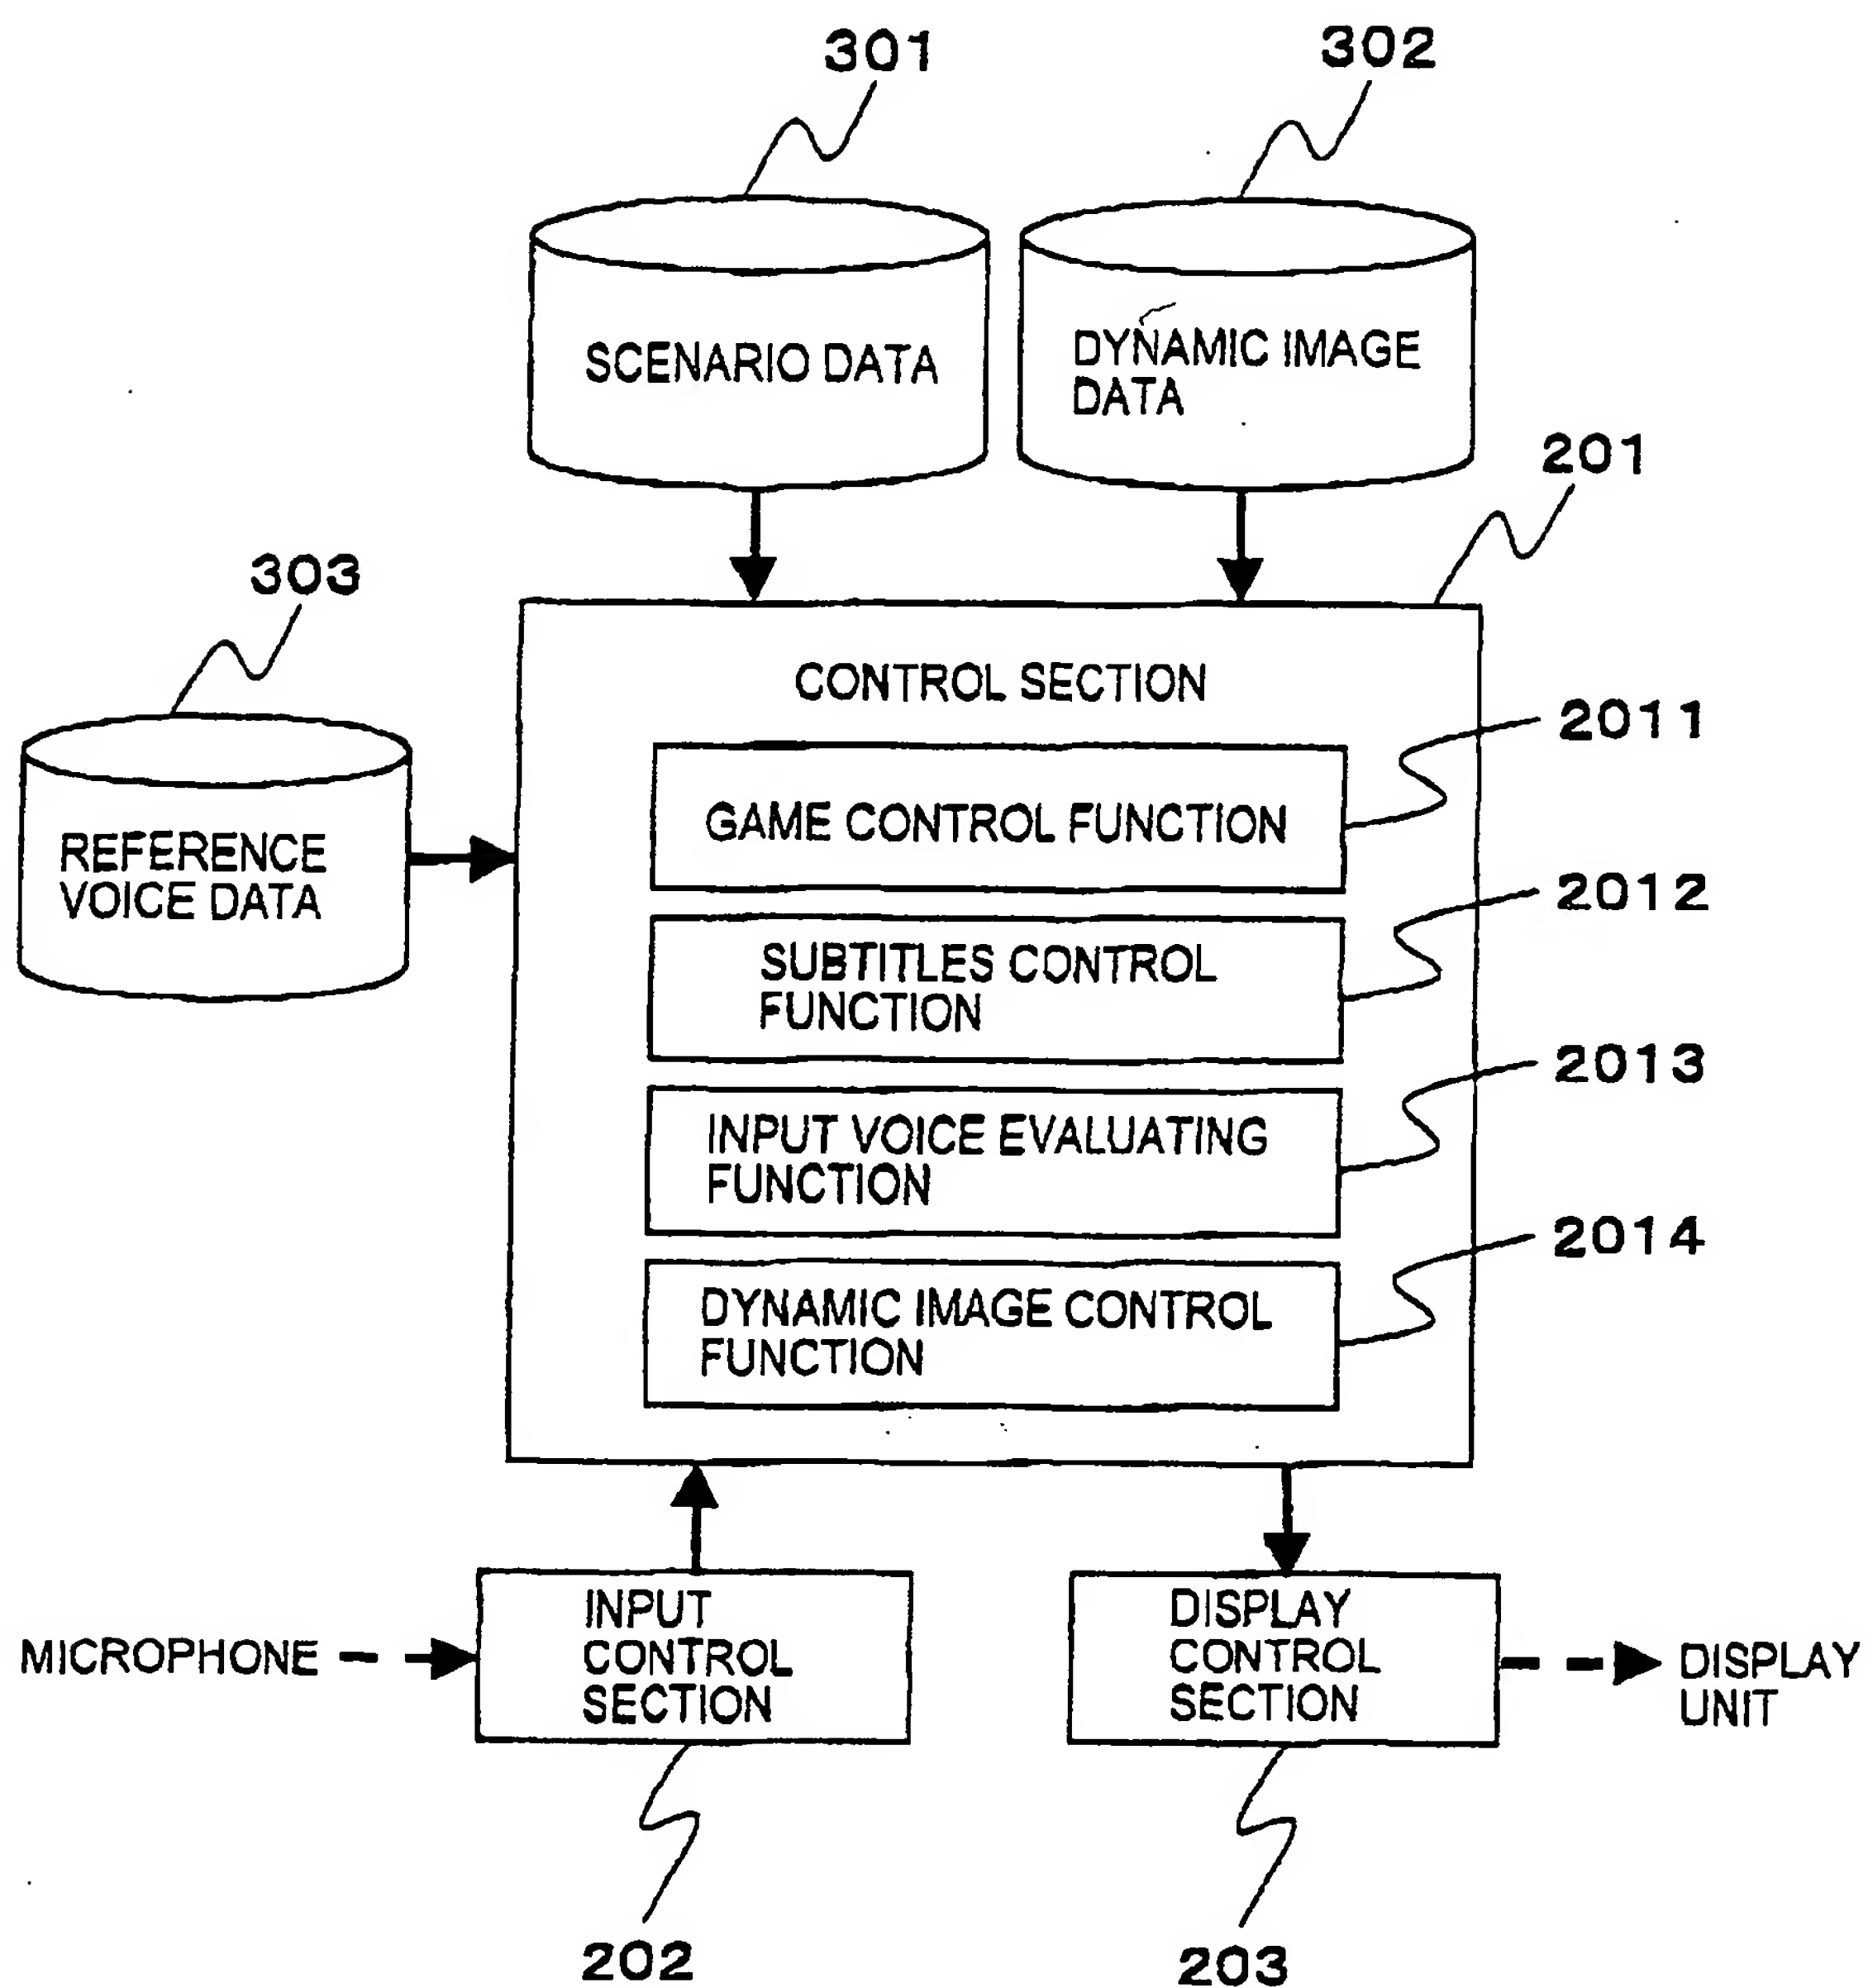 301
302
SCENARIO DATA
DYNAMIC IMAGE
DATA
201
303
CONTROL SECTION
2011
GAME CONTROL FUNCTION
REFERENCE
VOICE DATA
2012
SUBTITLES CONTROL
FUNCTION
2013
INPUT VOICE EVALUATING
FUNCTION
2014
DYNAMIC IMAGE CONTROL
FUNCTION
MICROPHONE
INPUT
CONTROL
SECTION
DISPLAY
CONTROL
SECTION
DISPLAY
UNIT
202
203